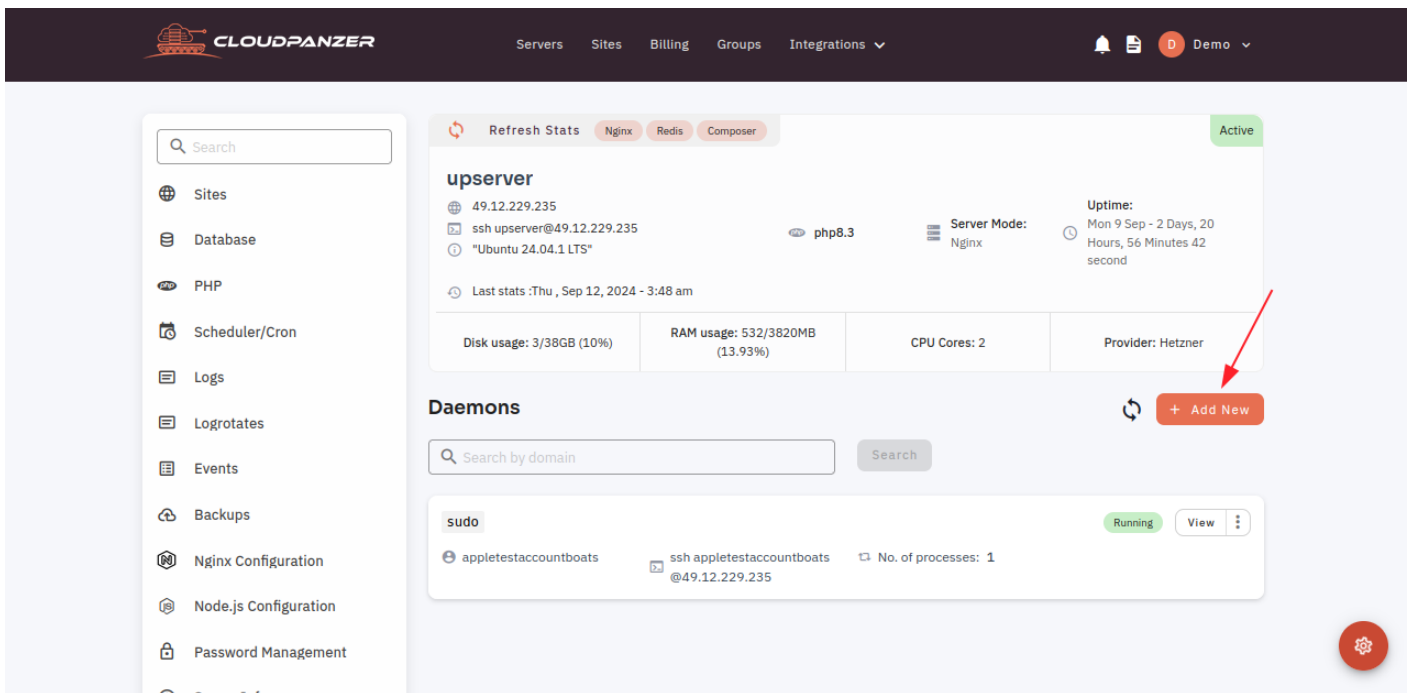 CLOUDPANZER
Servers Sites Billing Groups Integrations
D Demo
Search
Sites
Database
PHP
Scheduler/Cron
Logs
Logrotates
Events
Backups
Nginx Configuration
Node.js Configuration
Password Management
Refresh Stats Nginx Redis Composer
Active
upserver
49.12.229.235
ssh upserver@49.12.229.235
"Ubuntu 24.04.1 LTS"
php php8.3
Server Mode:
Nginx
Uptime:
Mon 9 Sep - 2 Days, 20
Hours, 56 Minutes 42
second
Last stats :Thu , Sep 12, 2024 - 3:48 am
Disk usage: 3/38GB (10%)
RAM usage: 532/3820MB
(13.93%)
CPU Cores: 2
Provider: Hetzner
Daemons
+ Add New
Search by domain
Search
sudo
Running
View
appletestaccountboats
ssh appletestaccountboats
@49.12.229.235
No. of processes: 1